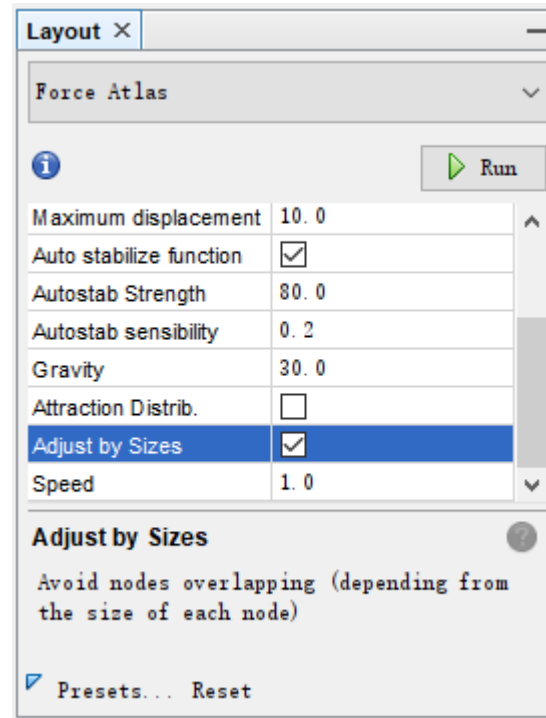 Layout ×
Force Atlas
Run
Maximum displacement 10.0
Auto stabilize function
Autostab Strength 80.0
Autostab sensibility 0.2
Gravity 30.0
Attraction Distrib.
Adjust by Sizes
Speed 1.0
Adjust by Sizes
Avoid nodes overlapping (depending from
the size of each node)
Presets... Reset